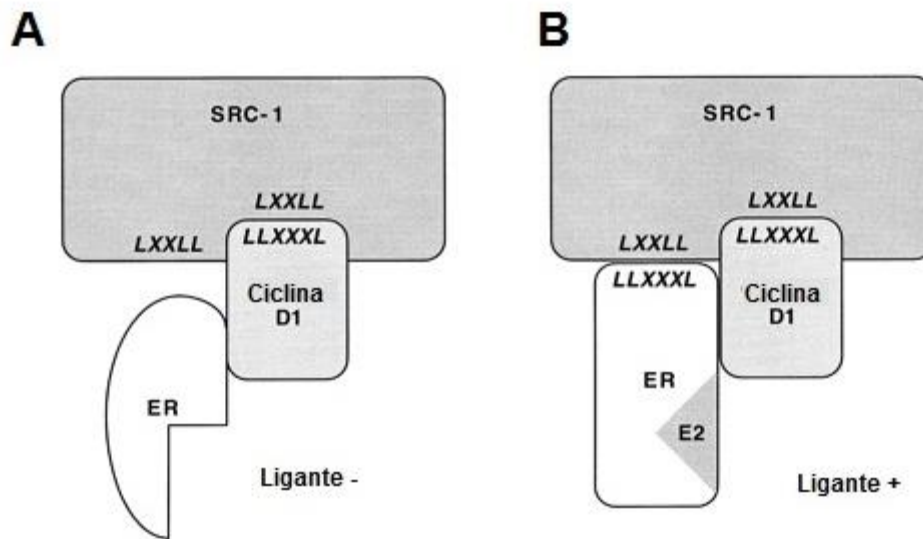 A
SRC-1
LXXLL
LXXLL
LLXXXL
Ciclina
D1
ER
Ligante -
B
SRC-1
LXXLL
LXXLL
LLXXXL
LLXXXL
Ciclina
D1
ER
E2
Ligante +